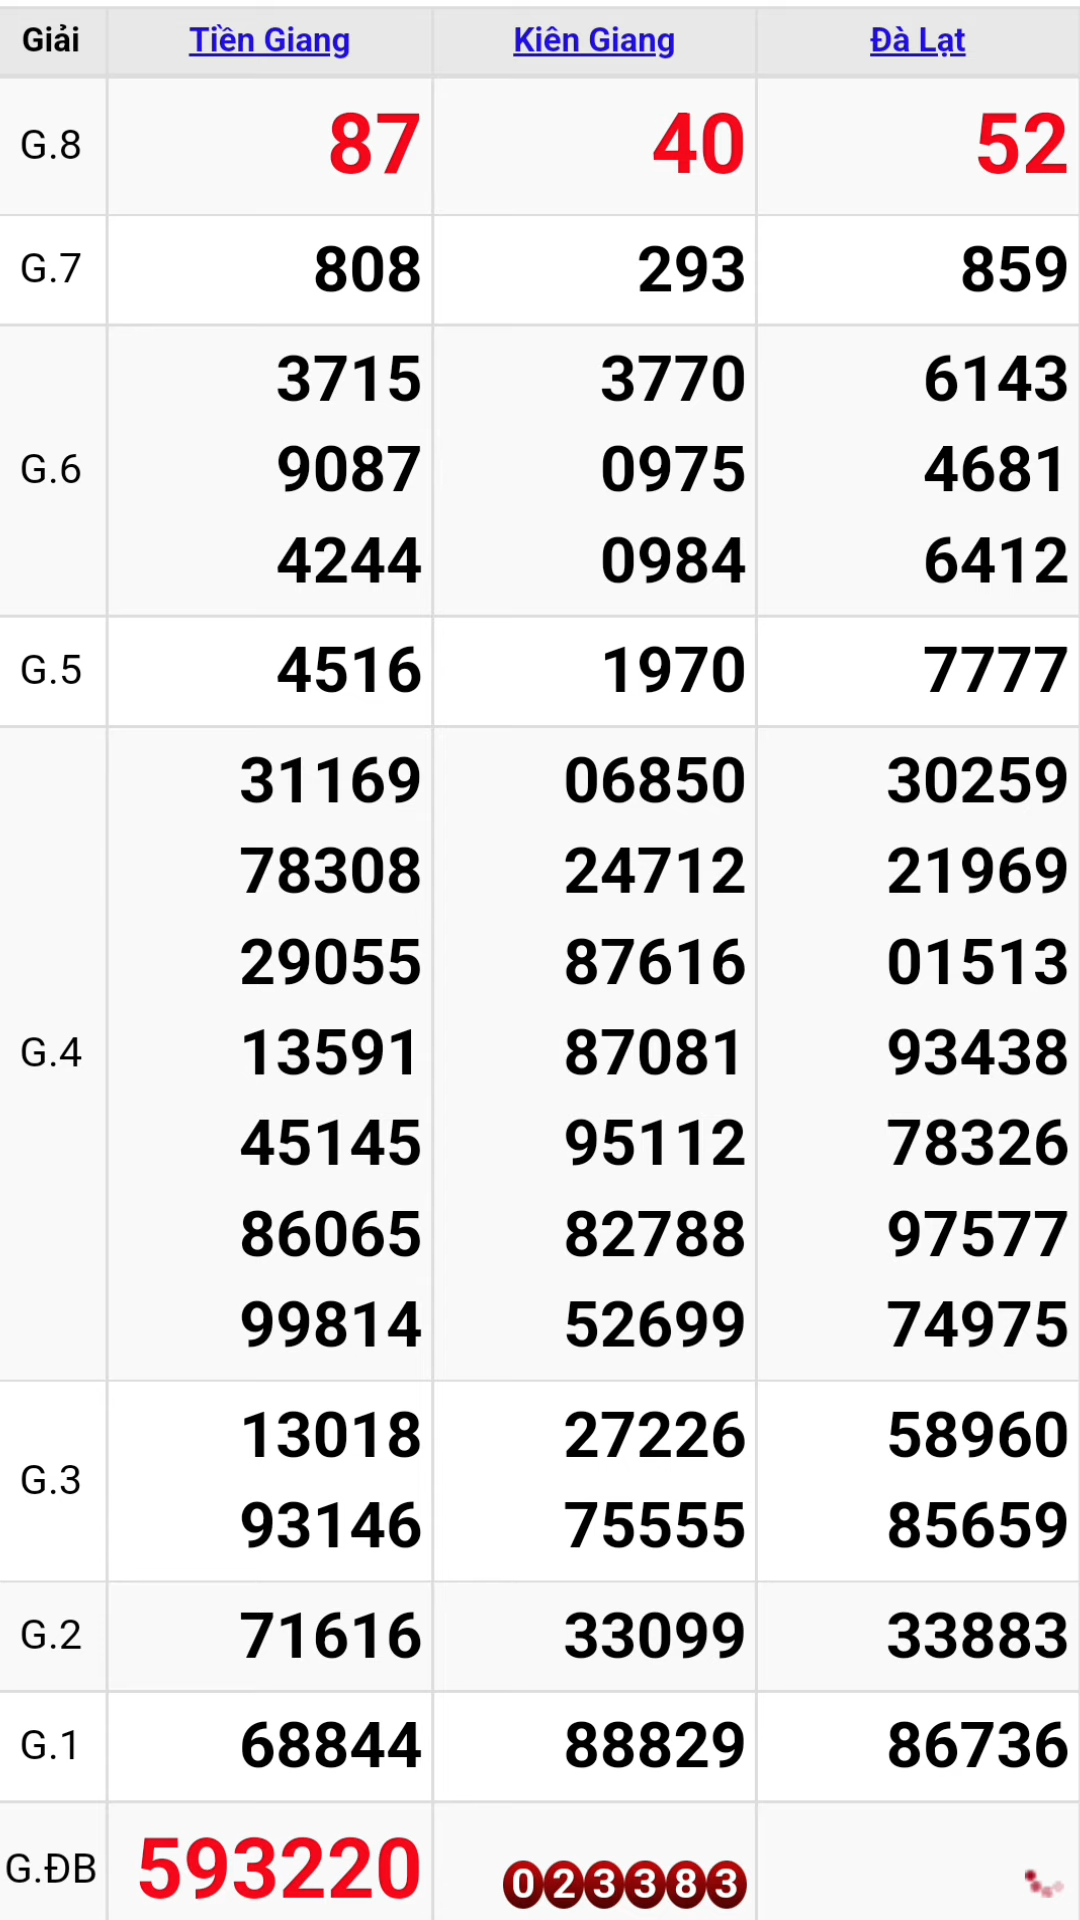 Giải Tiền Giang Kiên Giang Đà Lạt
G.8 87 40 52
G.7 808 293 859
3715 3770 6143
G.6 9087 0975 4681
4244 0984 6412
G.5 4516 1970 7777
31169 06850 30259
78308 24712 21969
29055 87616 01513
G.4 13591 87081 93438
45145 95112 78326
86065 82788 97577
99814 52699 74975
13018 27226 58960
G.3
93146 75555 85659
G.2 71616 33099 33883
G.1 68844 88829 86736
G.ĐB 593220 023383